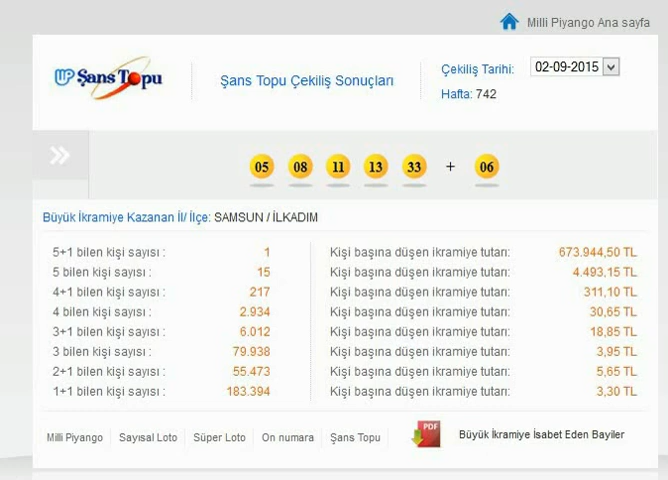 Milli Piyango Ana sayfa
Şans Topu
Şans Topu Çekiliş Sonuçları
Çekiliş Tarihi: 02-09-2015
Hafta: 742
05 08 11 13 33 + 06
Büyük İkramiye Kazanan İl/ İlçe: SAMSUN / İLKADIM
5+1 bilen kişi sayısı : 1 Kişi başına düşen ikramiye tutarı: 673.944,50 TL
5 bilen kişi sayısı : 15 Kişi başına düşen ikramiye tutarı: 4.493,15 TL
4+1 bilen kişi sayısı : 217 Kişi başına düşen ikramiye tutarı: 311,10 TL
4 bilen kişi sayısı : 2.934 Kişi başına düşen ikramiye tutarı: 30,65 TL
3+1 bilen kişi sayısı : 6.012 Kişi başına düşen ikramiye tutarı: 18,85 TL
3 bilen kişi sayısı : 79.938 Kişi başına düşen ikramiye tutarı: 3,95 TL
2+1 bilen kişi sayısı : 55.473 Kişi başına düşen ikramiye tutarı: 5,65 TL
1+1 bilen kişi sayısı : 183.394 Kişi başına düşen ikramiye tutarı: 3,30 TL
Milli Piyango Sayısal Loto Süper Loto On numara Şans Topu PDF Büyük İkramiye İsabet Eden Bayiler